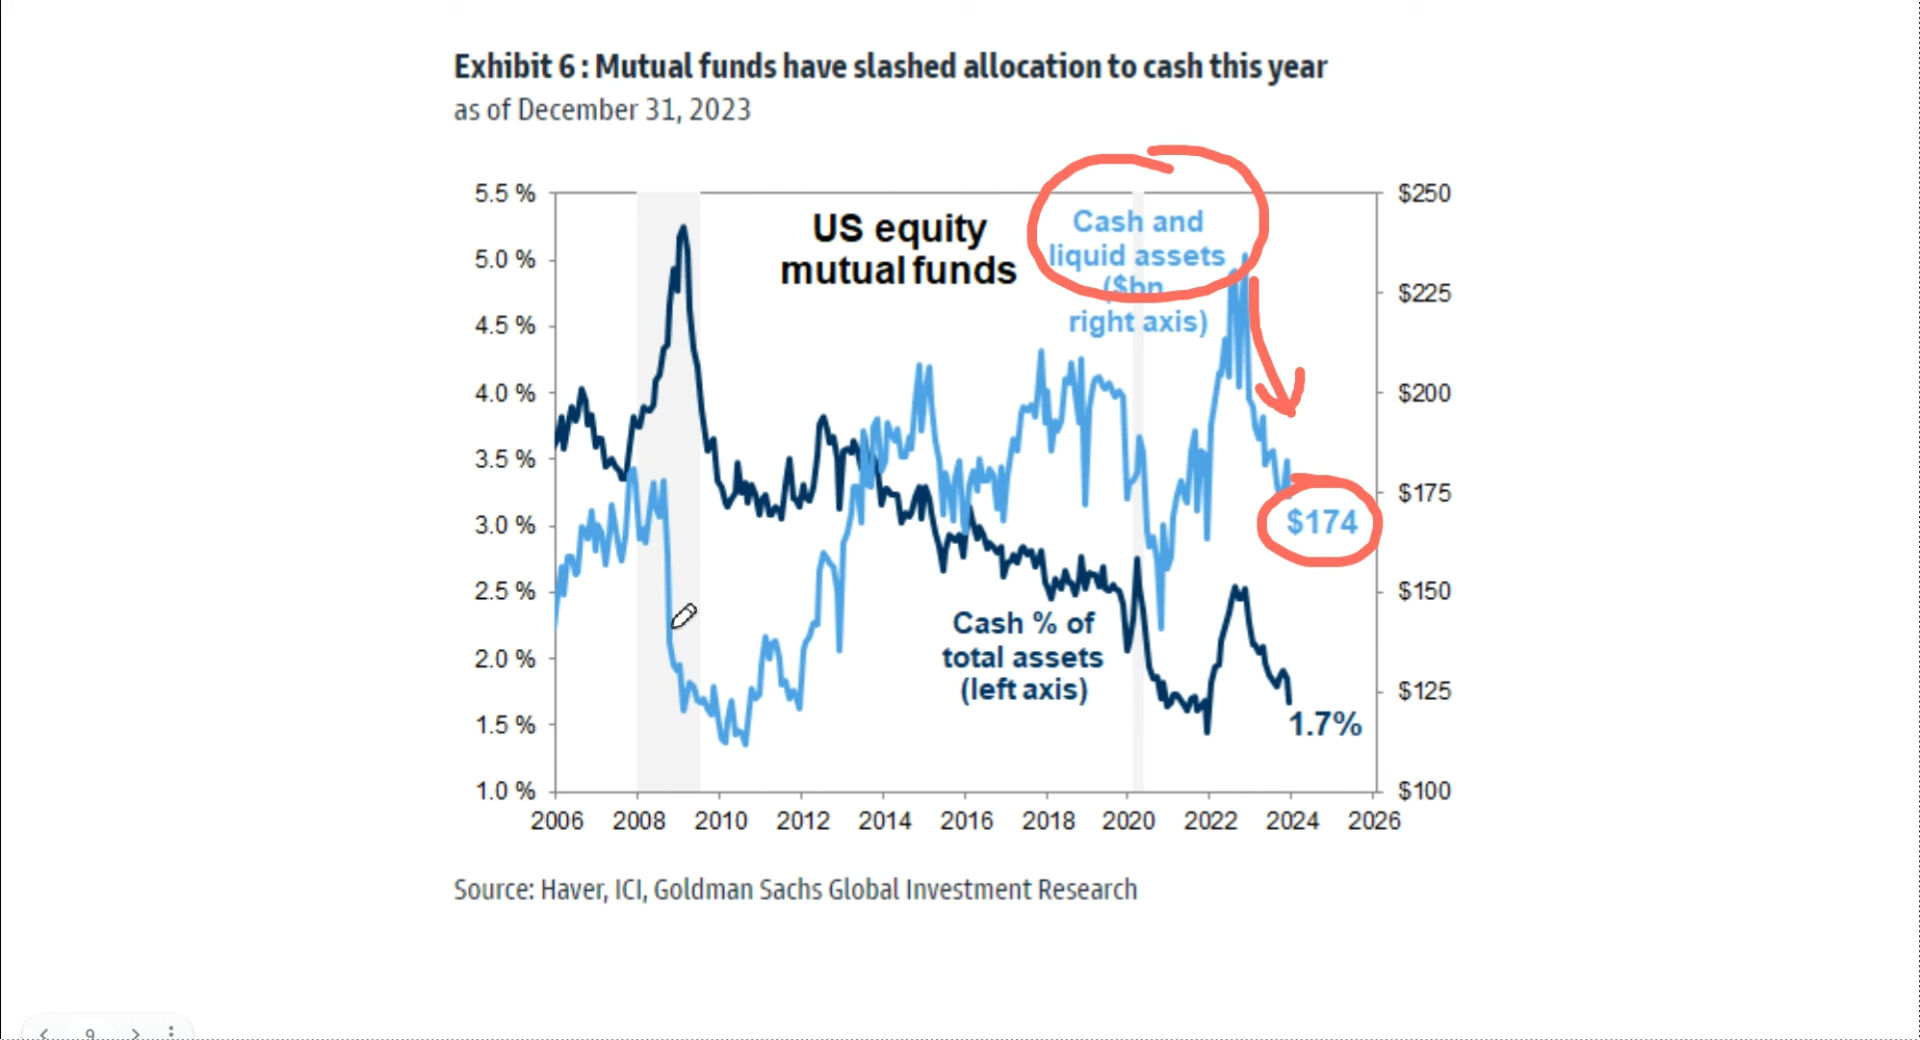 Exhibit 6 : Mutual funds have slashed allocation to cash this year
as of December 31, 2023
5.5 %
5.0 %
4.5 %
4.0 %
3.5 %
3.0 %
2.5 %
2.0 %
1.5 %
1.0 %
US equity
mutual funds
Cash and
liquid assets
($bn
right axis)
$174
Cash % of
total assets
(left axis)
1.7%
$250
$225
$200
$175
$150
$125
$100
2006 2008 2010 2012 2014 2016 2018 2020 2022 2024 2026
Source: Haver, ICI, Goldman Sachs Global Investment Research
9